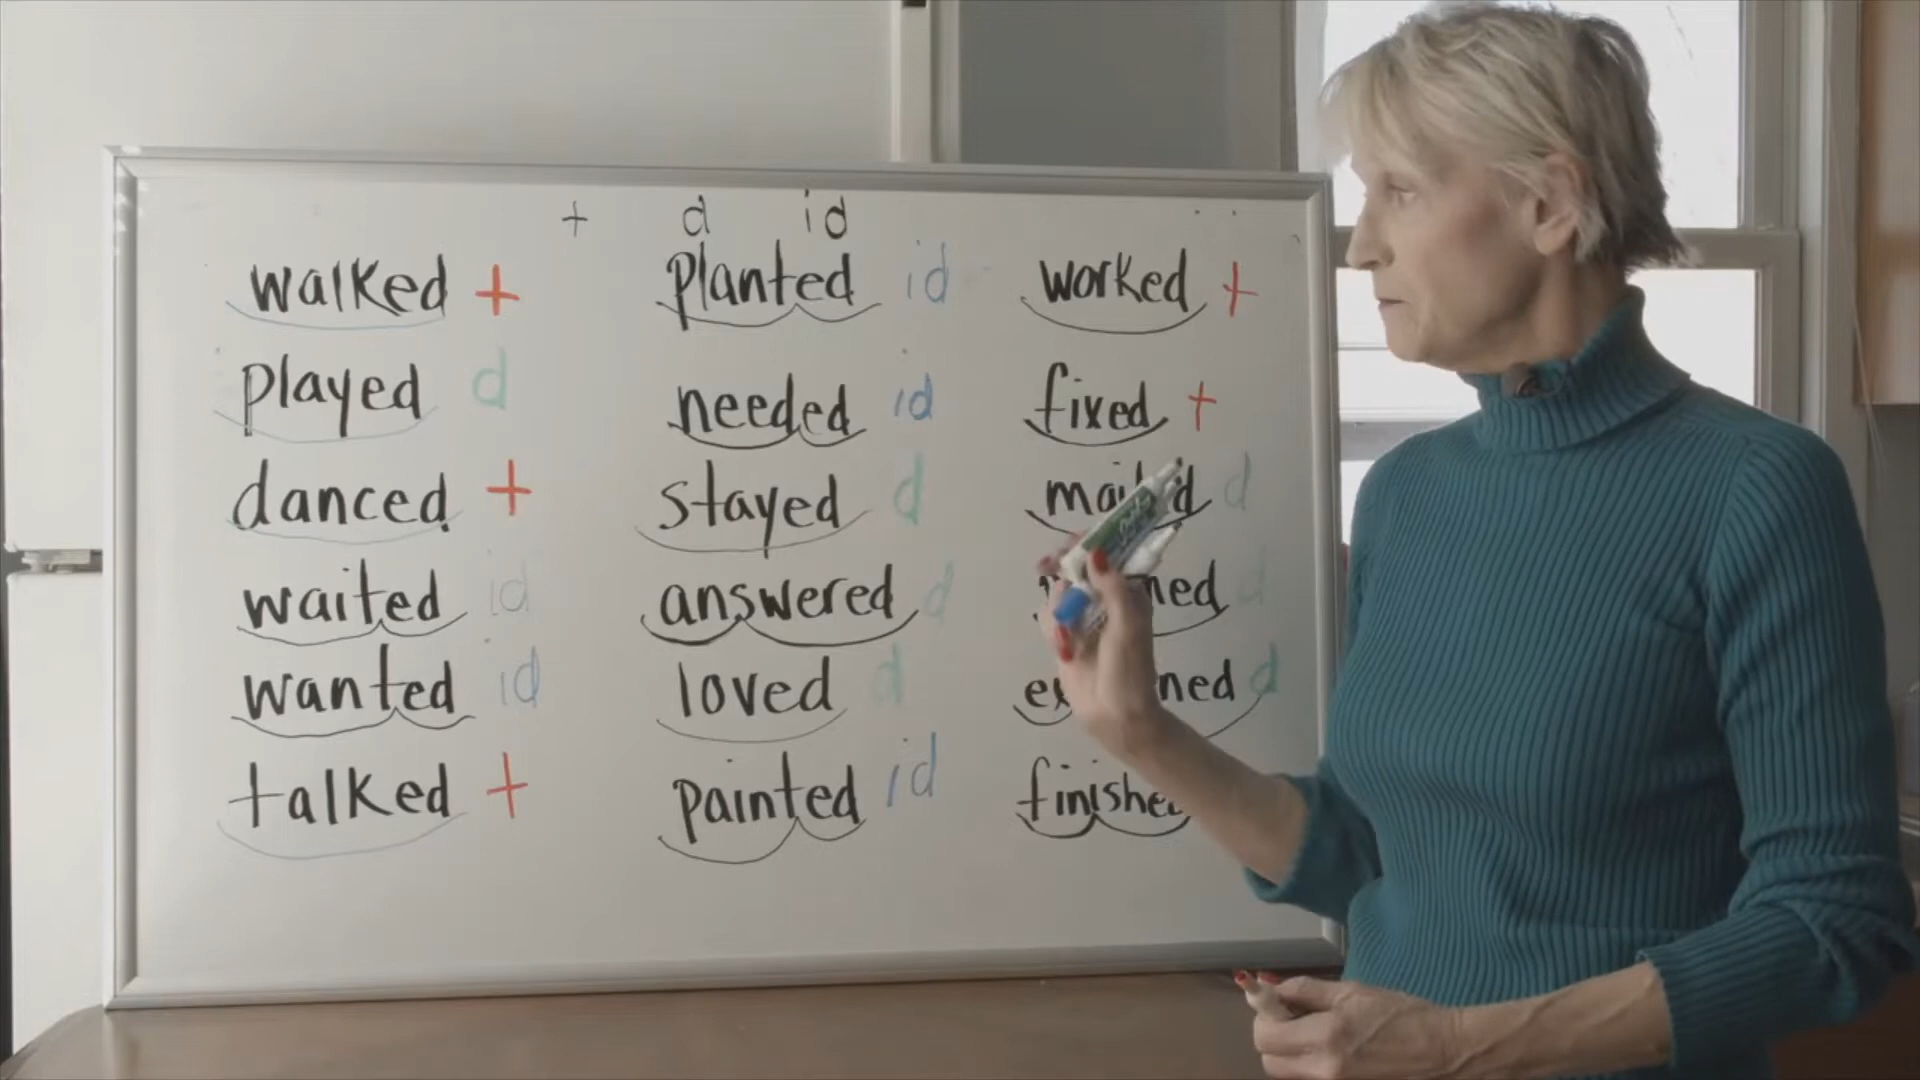 t d id
walked t planted id worked t
played d needed id fixed t
danced t stayed d d
waited id answered d d
wanted id loved d d
talked t painted id